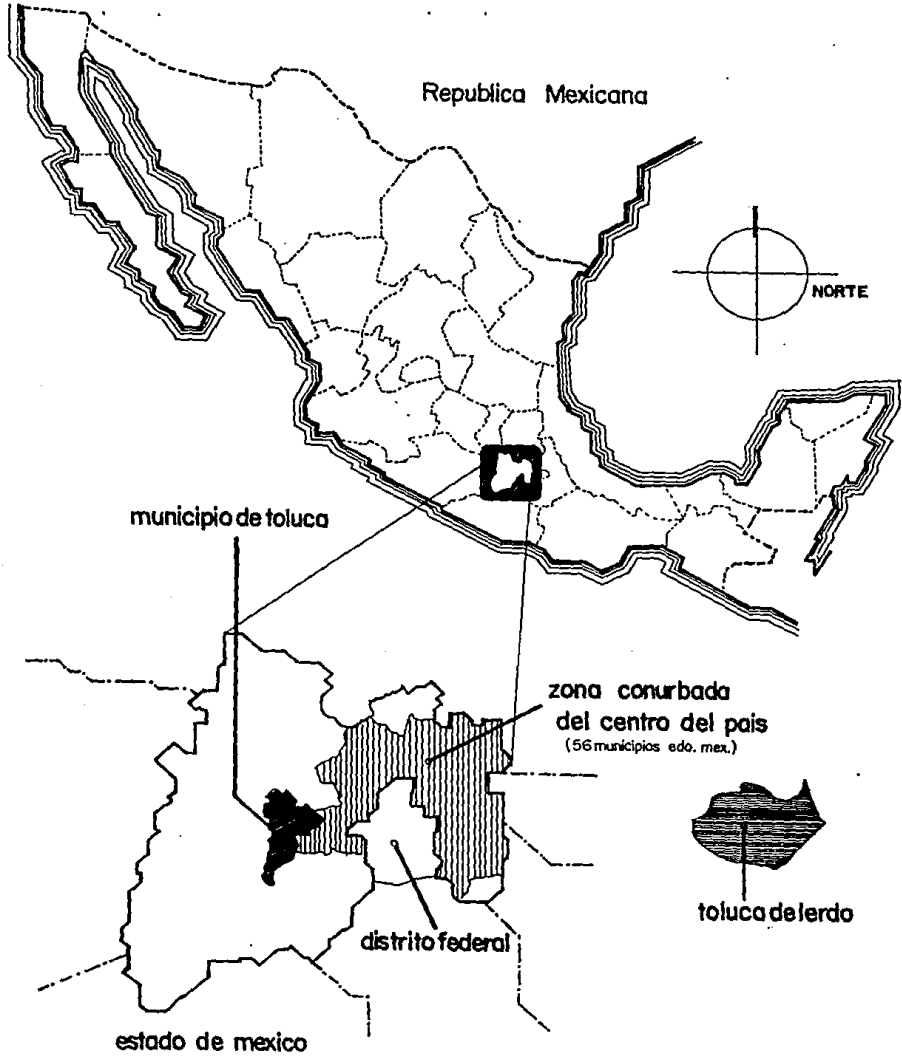 Republica Mexicana
NORTE
municipio de toluca
zona conurbada
del centro del pais
(56 municipios edo. mex.)
toluca de lerdo
distrito federal
estado de mexico